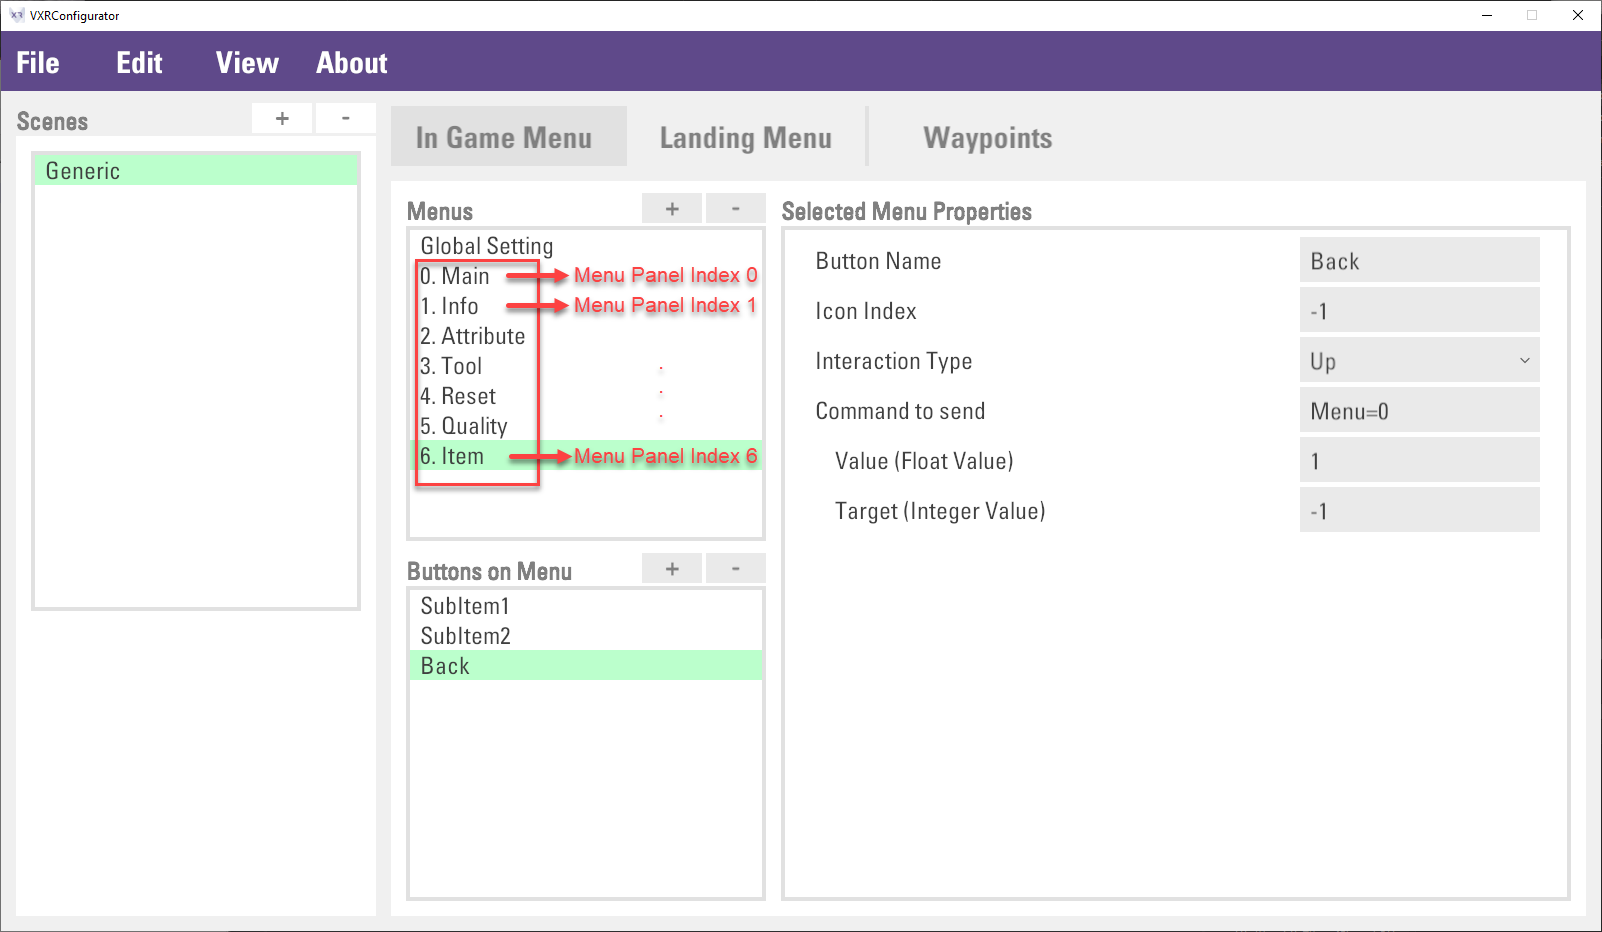 VXRConfigurator
File Edit View About
Scenes + -
Generic
In Game Menu Landing Menu Waypoints
Menus + -
Global Setting
0. Main Menu Panel Index 0
1. Info Menu Panel Index 1
2. Attribute
3. Tool
4. Reset
5. Quality
6. Item Menu Panel Index 6
Buttons on Menu + -
SubItem1
SubItem2
Back
Selected Menu Properties
Button Name Back
Icon Index -1
Interaction Type Up
Command to send Menu=0
Value (Float Value) 1
Target (Integer Value) -1